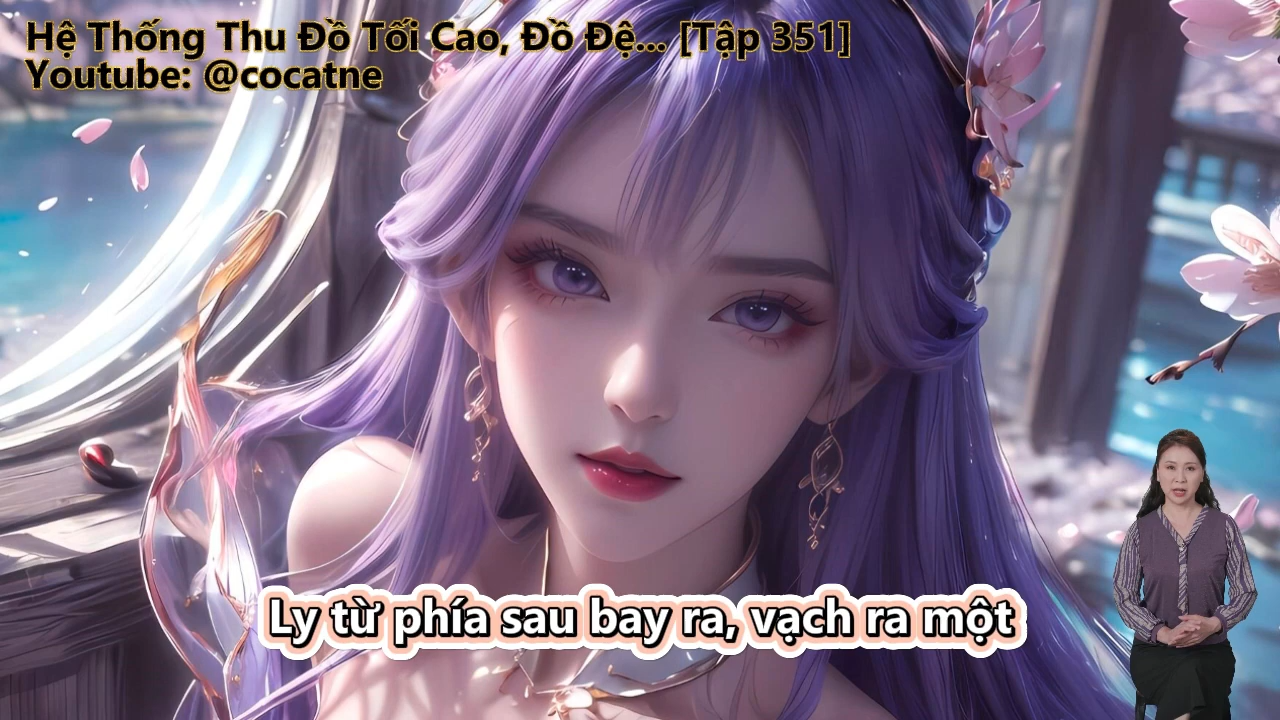 Hệ Thống Thu Đồ Tối Cao, Đồ Đệ... [Tập 351]
Youtube: @cocatne
Ly từ phía sau bay ra, vạch ra một